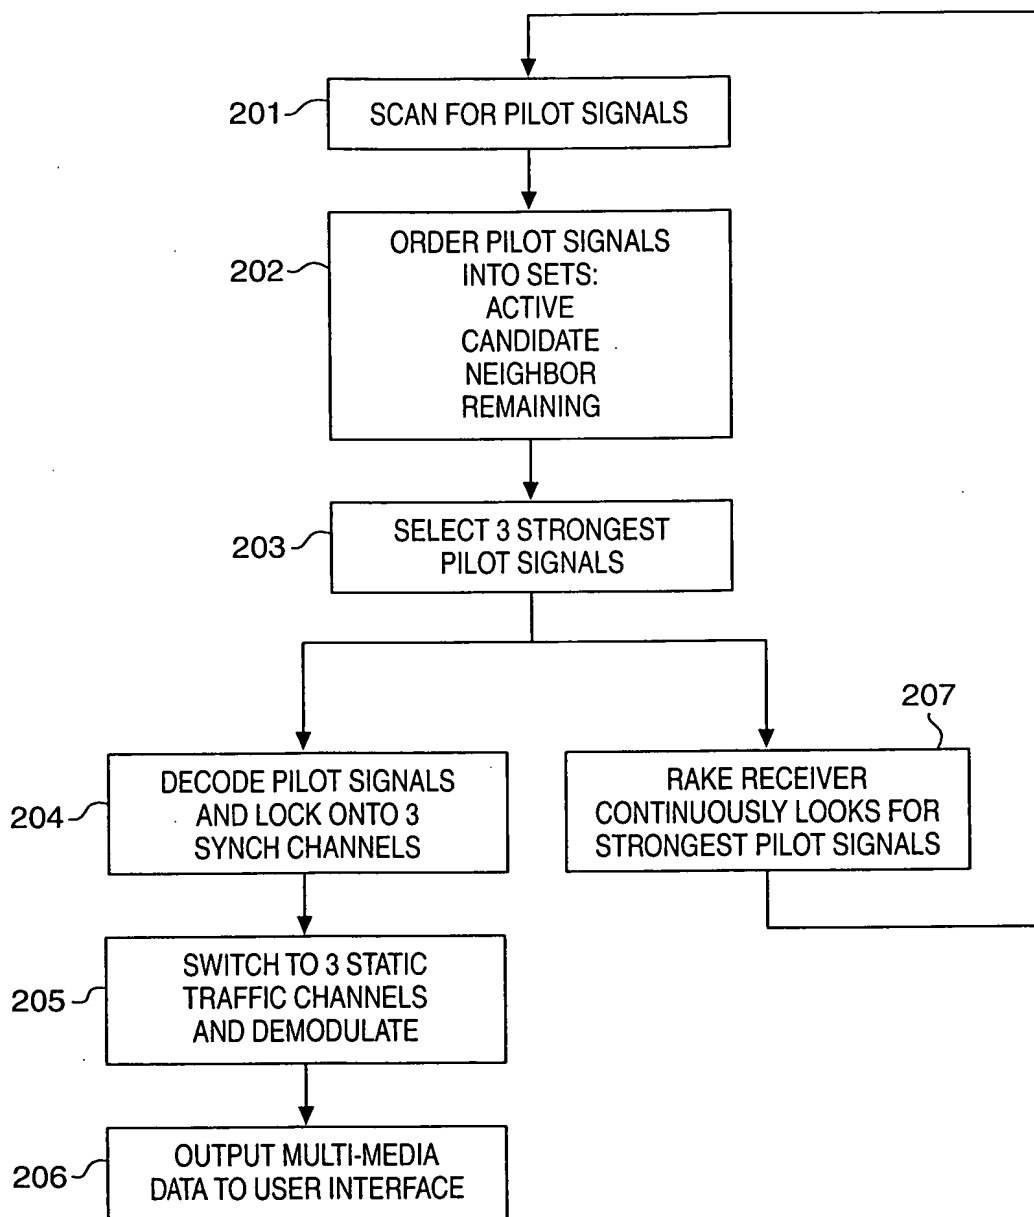 201
SCAN FOR PILOT SIGNALS
202
ORDER PILOT SIGNALS
INTO SETS:
ACTIVE
CANDIDATE
NEIGHBOR
REMAINING
203
SELECT 3 STRONGEST
PILOT SIGNALS
204
DECODE PILOT SIGNALS
AND LOCK ONTO 3
SYNCH CHANNELS
207
RAKE RECEIVER
CONTINUOUSLY LOOKS FOR
STRONGEST PILOT SIGNALS
205
SWITCH TO 3 STATIC
TRAFFIC CHANNELS
AND DEMODULATE
206
OUTPUT MULTI-MEDIA
DATA TO USER INTERFACE